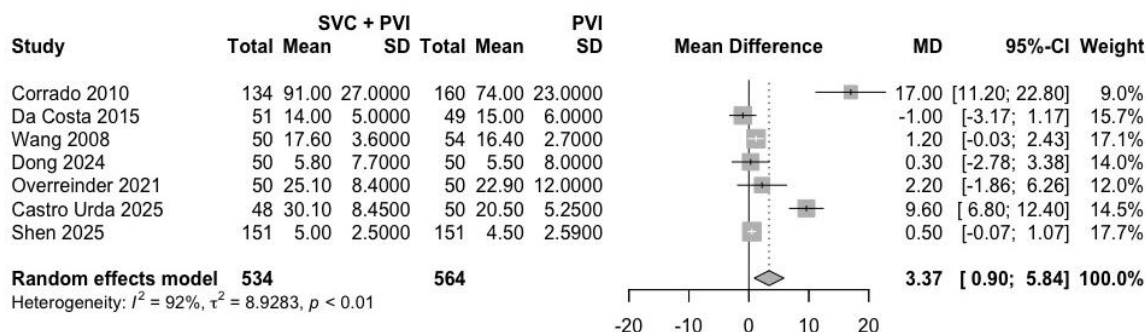 SVC + PVI PVI
Study Total Mean SD Total Mean SD Mean Difference MD 95%-CI Weight
Corrado 2010 134 91.00 27.0000 160 74.00 23.0000 17.00 [11.20; 22.80] 9.0%
Da Costa 2015 51 14.00 5.0000 49 15.00 6.0000 -1.00 [-3.17; 1.17] 15.7%
Wang 2008 50 17.60 3.6000 54 16.40 2.7000 1.20 [-0.03; 2.43] 17.1%
Dong 2024 50 5.80 7.7000 50 5.50 8.0000 0.30 [-2.78; 3.38] 14.0%
Overreinder 2021 50 25.10 8.4000 50 22.90 12.0000 2.20 [-1.86; 6.26] 12.0%
Castro Urda 2025 48 30.10 8.4500 50 20.50 5.2500 9.60 [ 6.80; 12.40] 14.5%
Shen 2025 151 5.00 2.5000 151 4.50 2.5900 0.50 [-0.07; 1.07] 17.7%
Random effects model 534 564 3.37 [ 0.90; 5.84] 100.0%
Heterogeneity: I² = 92%, τ² = 8.9283, p < 0.01
-20 -10 0 10 20